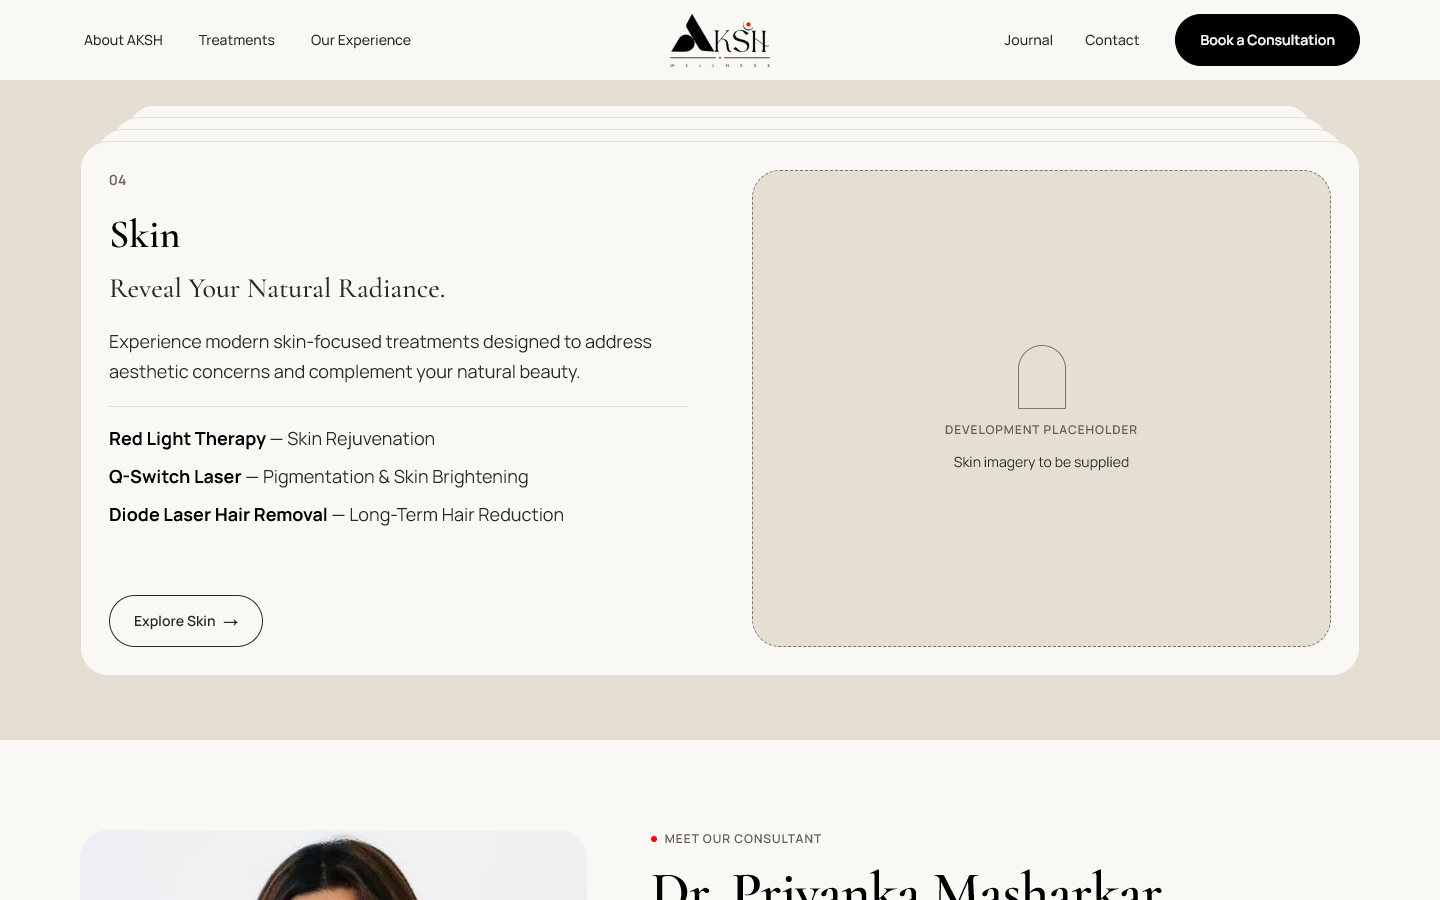 About AKSH
Treatments
Our Experience
AKSH
WELLNESS
Journal
Contact
Book a Consultation
04
Skin
Reveal Your Natural Radiance.
Experience modern skin-focused treatments designed to address
aesthetic concerns and complement your natural beauty.
Red Light Therapy — Skin Rejuvenation
Q-Switch Laser — Pigmentation & Skin Brightening
Diode Laser Hair Removal — Long-Term Hair Reduction
Explore Skin →
DEVELOPMENT PLACEHOLDER
Skin imagery to be supplied
MEET OUR CONSULTANT
Dr. Priyanka Masharkar